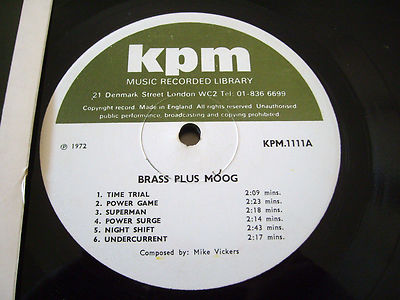 kpm
MUSIC RECORDED LIBRARY
21 Denmark Street London WC2 Tel: 01-836 6699
Copyright record. Made in England. All rights reserved. Unauthorised
public performance, broadcasting and copying prohibited.
℗ 1972
KPM.1111A
BRASS PLUS MOOG
1. TIME TRIAL 2:09 mins.
2. POWER GAME 2:23 mins.
3. SUPERMAN 2:18 mins.
4. POWER SURGE 2:14 mins.
5. NIGHT SHIFT 2:43 mins.
6. UNDERCURRENT 2:17 mins.
Composed by: Mike Vickers